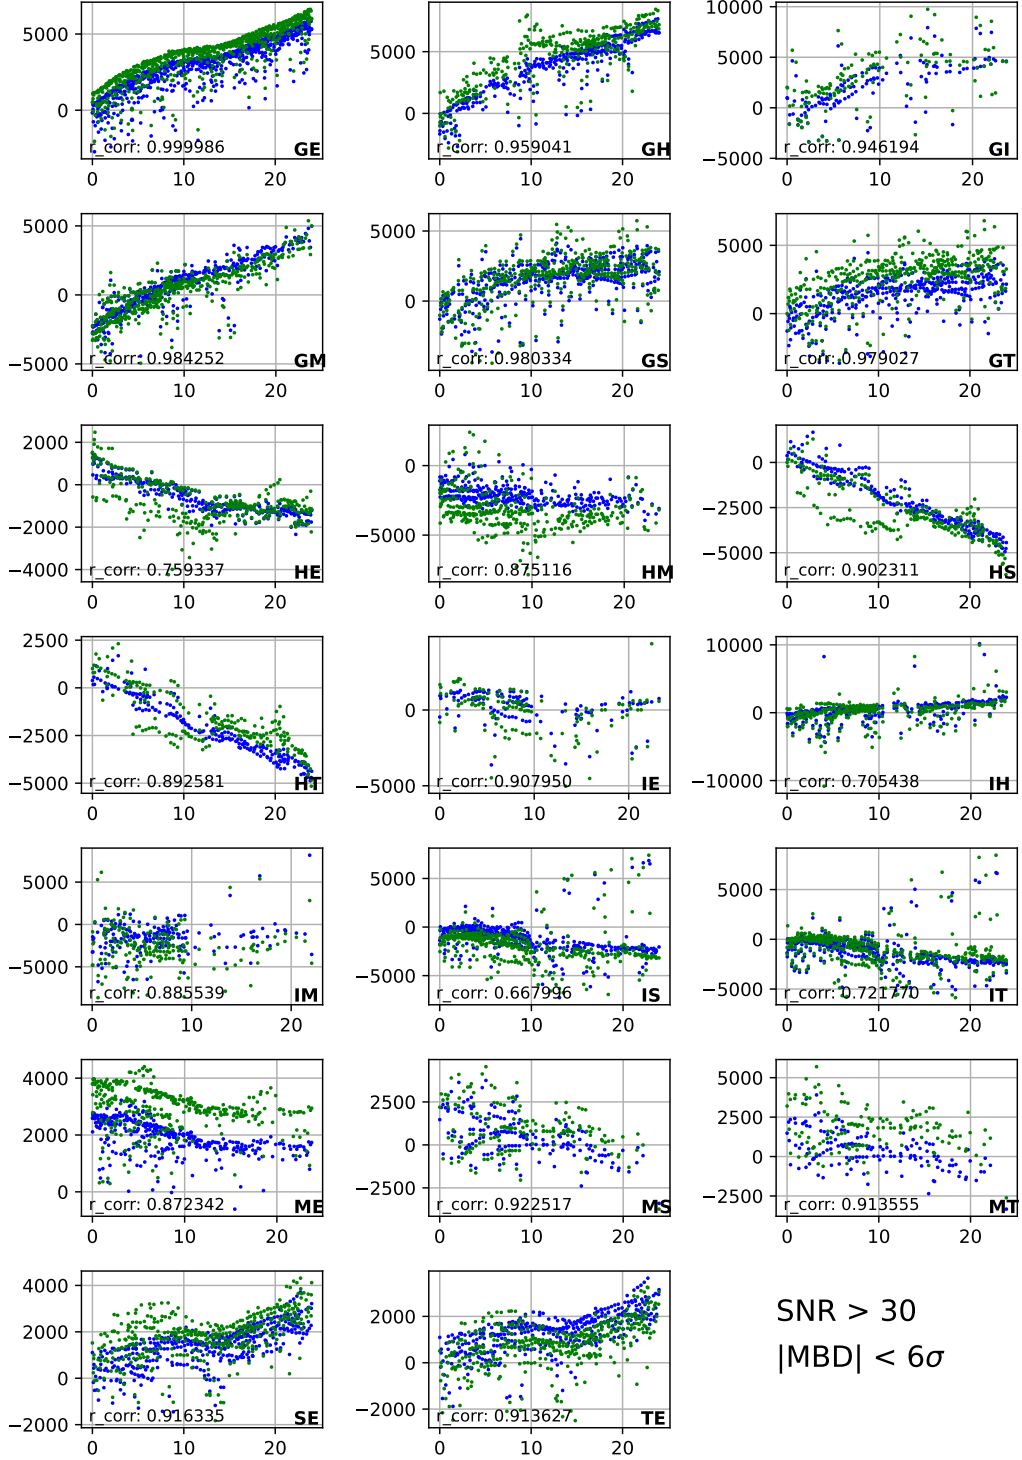 5000
0
r_corr: 0.999986 GE
0 10 20
5000
0
r_corr: 0.959041 GH
0 10 20
10000
5000
0
−5000
r_corr: 0.946194 GI
0 10 20
5000
0
−5000
r_corr: 0.984252 GM
0 10 20
5000
0
r_corr: 0.980334 GS
0 10 20
5000
0
r_corr: 0.979027 GT
0 10 20
2000
0
−2000
−4000
r_corr: 0.759337 HE
0 10 20
0
−5000
r_corr: 0.875116 HM
0 10 20
0
−2500
−5000
r_corr: 0.902311 HS
0 10 20
2500
0
−2500
−5000
r_corr: 0.892581 HT
0 10 20
0
−5000
r_corr: 0.907950 IE
0 10 20
10000
0
−10000
r_corr: 0.705438 IH
0 10 20
5000
0
−5000
r_corr: 0.885539 IM
0 10 20
5000
0
−5000
r_corr: 0.667996 IS
0 10 20
5000
0
−5000
r_corr: 0.721770 IT
0 10 20
4000
2000
0
r_corr: 0.872342 ME
0 10 20
2500
0
−2500
r_corr: 0.922517 MS
0 10 20
5000
2500
0
−2500
r_corr: 0.913555 MT
0 10 20
4000
2000
0
−2000
r_corr: 0.916335 SE
0 10 20
2000
0
−2000
r_corr: 0.913627 TE
0 10 20
SNR > 30
|MBD| < 6σ